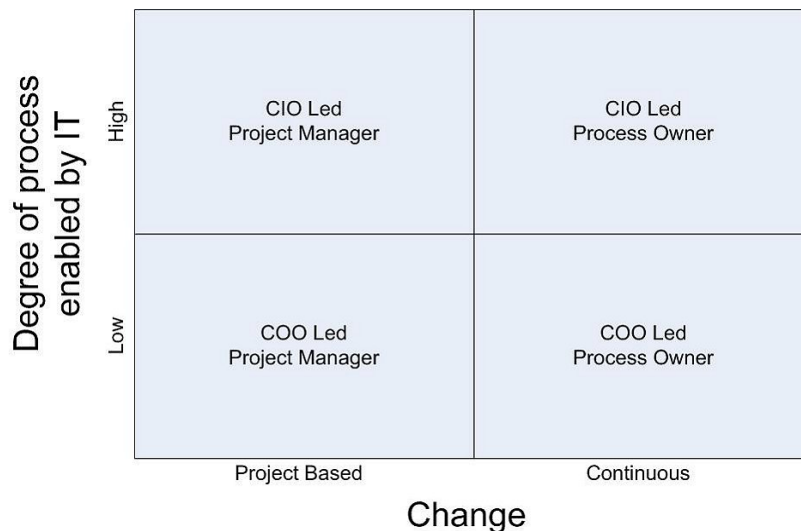 Degree of process
enabled by IT
High
CIO Led
Project Manager
CIO Led
Process Owner
Low
COO Led
Project Manager
COO Led
Process Owner
Project Based
Continuous
Change